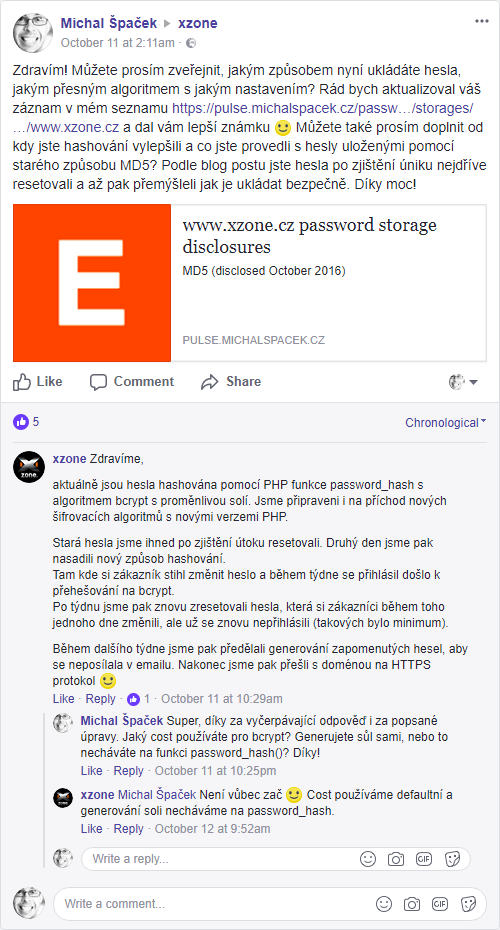 Michal Špaček ▸ xzone
October 11 at 2:11am ·
Zdravím! Můžete prosím zveřejnit, jakým způsobem nyní ukládáte hesla,
jakým přesným algoritmem s jakým nastavením? Rád bych aktualizoval váš
záznam v mém seznamu https://pulse.michalspacek.cz/passw…/storages/
…/www.xzone.cz a dal vám lepší známku 🙂 Můžete také prosím doplnit od
kdy jste hashování vylepšili a co jste provedli s hesly uloženými pomocí
starého způsobu MD5? Podle blog postu jste hesla po zjištění úniku nejdříve
resetovali a až pak přemýšleli jak je ukládat bezpečně. Díky moc!
E
www.xzone.cz password storage
disclosures
MD5 (disclosed October 2016)
PULSE.MICHALSPACEK.CZ
Like Comment Share
5 Chronological
xzone Zdravíme,
aktuálně jsou hesla hashována pomocí PHP funkce password_hash s
algoritmem bcrypt s proměnlivou solí. Jsme připraveni i na příchod nových
šifrovacích algoritmů s novými verzemi PHP.
Stará hesla jsme ihned po zjištění útoku resetovali. Druhý den jsme pak
nasadili nový způsob hashování.
Tam kde si zákazník stihl změnit heslo a během týdne se přihlásil došlo k
přehešování na bcrypt.
Po týdnu jsme pak znovu zresetovali hesla, která si zákazníci během toho
jednoho dne změnili, ale už se znovu nepřihlásili (takových bylo minimum).
Během dalšího týdne jsme pak předělali generování zapomenutých hesel, aby
se neposílala v emailu. Nakonec jsme pak přešli s doménou na HTTPS
protokol 🙂
Like · Reply · 1 · October 11 at 10:29am
Michal Špaček Super, díky za vyčerpávající odpověď i za popsané
úpravy. Jaký cost používáte pro bcrypt? Generujete sůl sami, nebo to
necháváte na funkci password_hash()? Díky!
Like · Reply · October 11 at 10:25pm
xzone Michal Špaček Není vůbec zač 🙂 Cost používáme defaultní a
generování soli necháváme na password_hash.
Like · Reply · October 12 at 9:52am
Write a reply...
GIF
Write a comment...
GIF